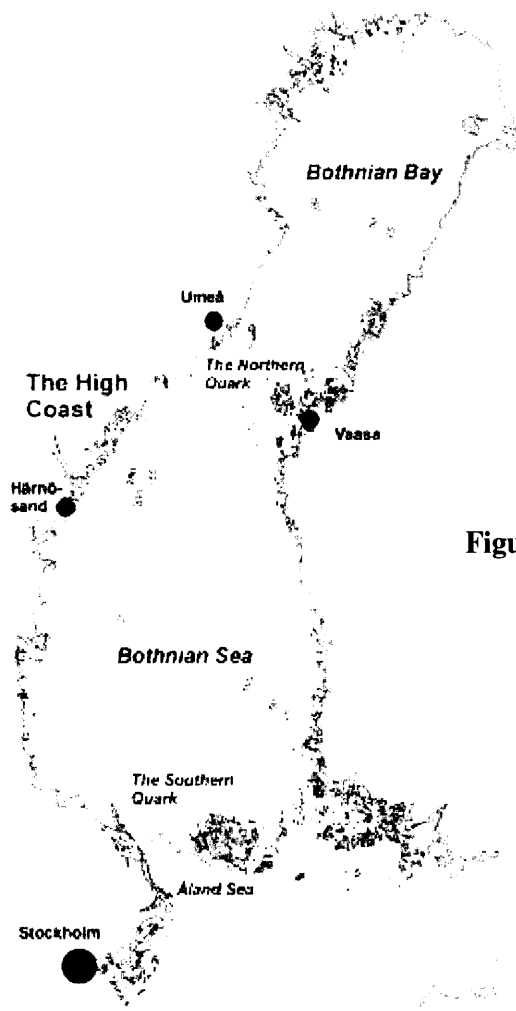 Bothnian Bay
Umeå
The Northern
Quark
The High
Coast
Vaasa
Härnö-
sand
Figu
Bothnian Sea
The Southern
Quark
Åland Sea
Stockholm